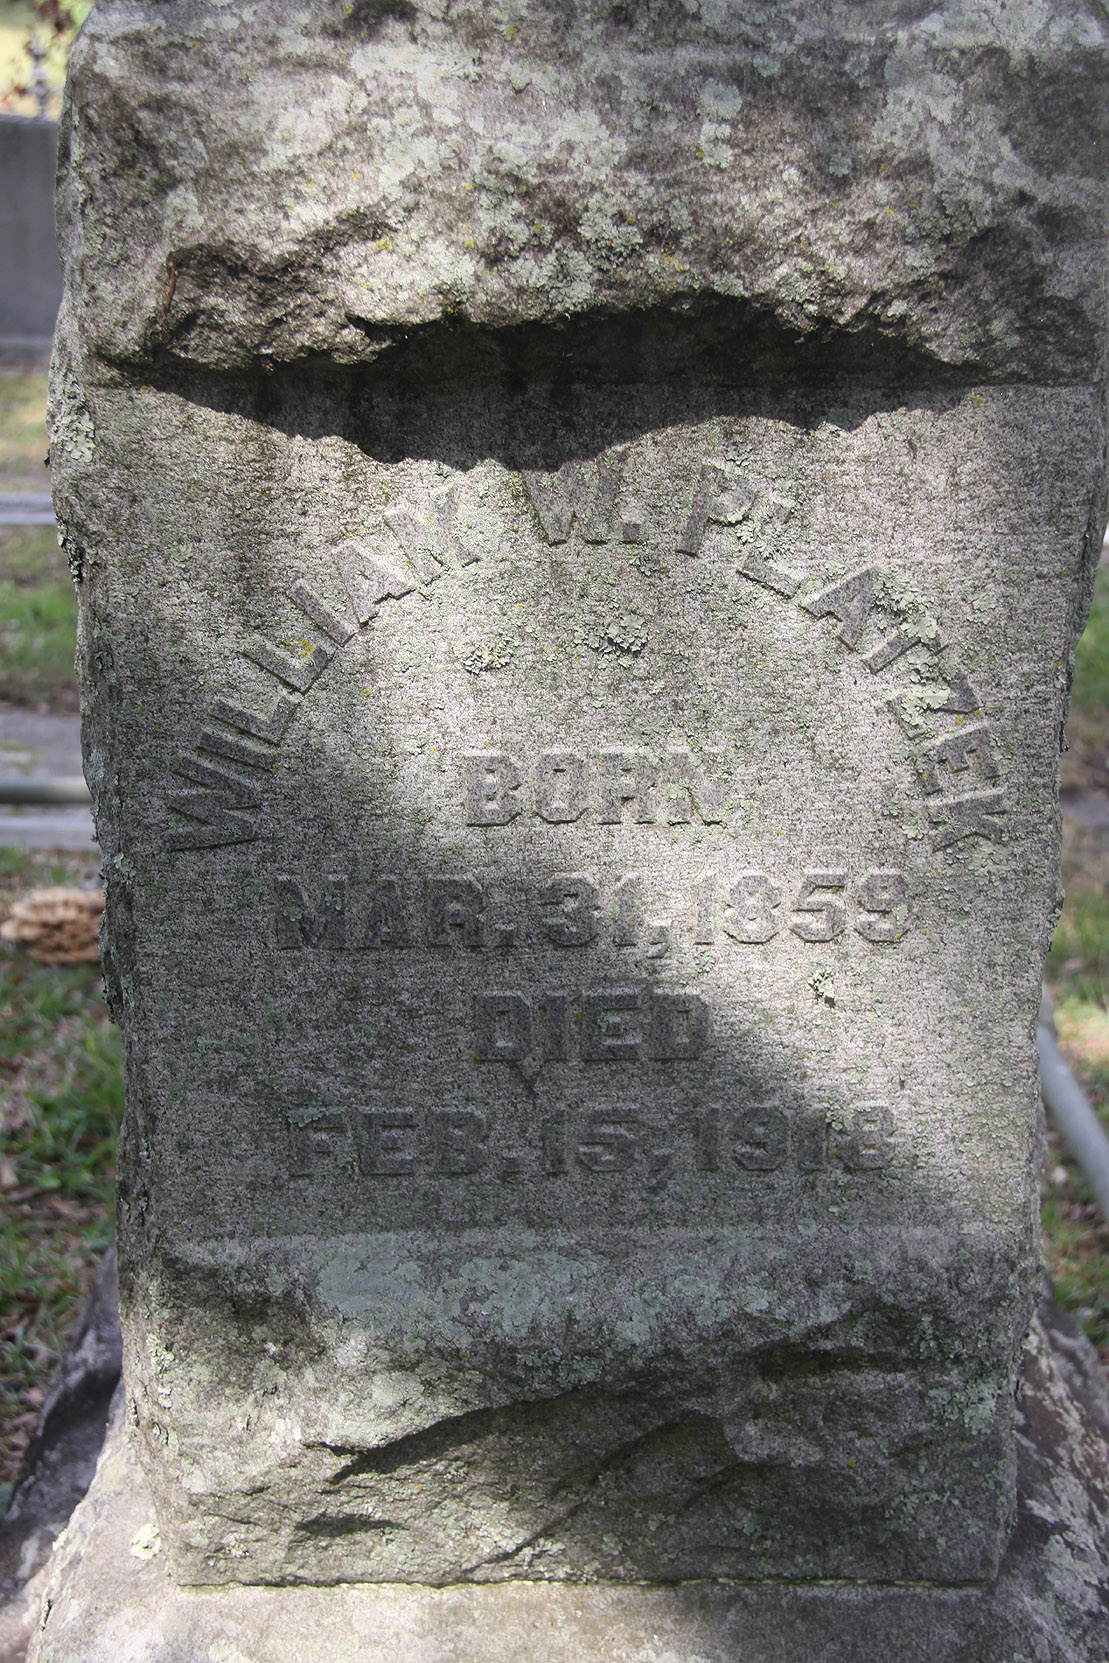 WILLIAM W. PLATZEK
BORN
MAR. 31, 1859
DIED
FEB. 15, 1918